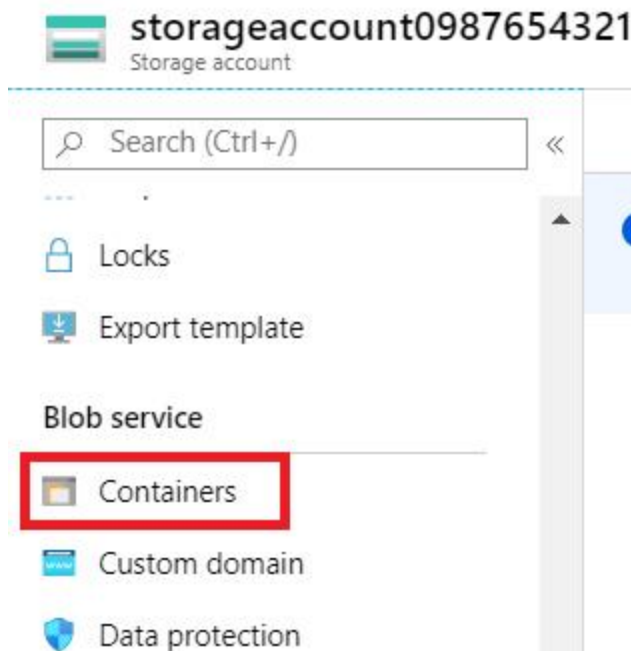 storageaccount0987654321
Storage account
Search (Ctrl+/)
Locks
Export template
Blob service
Containers
Custom domain
Data protection